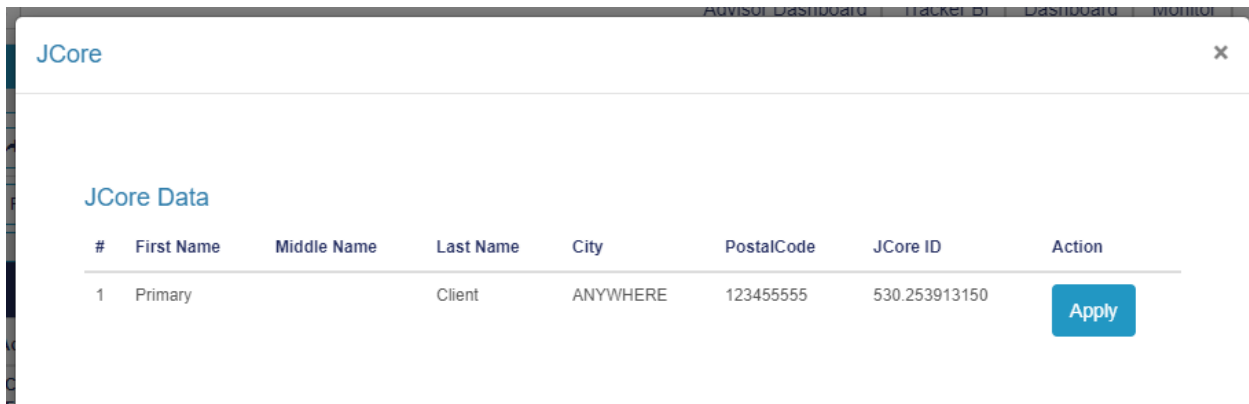 Advisor Dashboard Tracker BI Dashboard Monitor
JCore ×
JCore Data
# First Name Middle Name Last Name City PostalCode JCore ID Action
1 Primary Client ANYWHERE 123455555 530.253913150 Apply